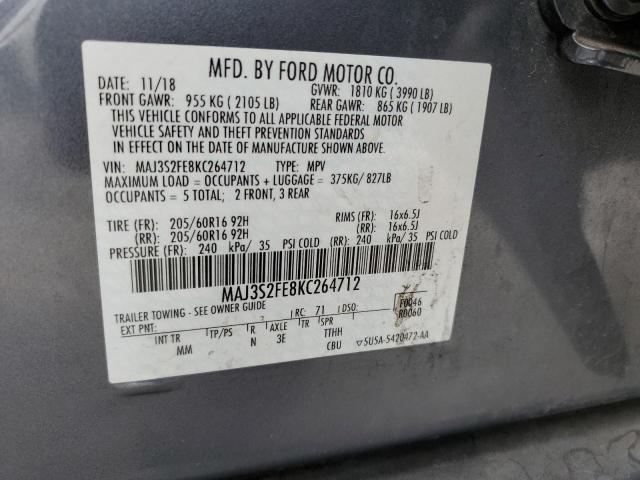 MFD. BY FORD MOTOR CO.
DATE: 11/18 GVWR: 1810 KG ( 3990 LB)
FRONT GAWR: 955 KG ( 2105 LB) REAR GAWR: 865 KG ( 1907 LB)
THIS VEHICLE CONFORMS TO ALL APPLICABLE FEDERAL MOTOR
VEHICLE SAFETY AND THEFT PREVENTION STANDARDS
IN EFFECT ON THE DATE OF MANUFACTURE SHOWN ABOVE.
VIN: MAJ3S2FE8KC264712 TYPE: MPV
MAXIMUM LOAD = OCCUPANTS + LUGGAGE = 375KG/ 827LB
OCCUPANTS = 5 TOTAL; 2 FRONT, 3 REAR
TIRE (FR): 205/60R16 92H RIMS (FR): 16x6.5J
(RR): 205/60R16 92H (RR): 16x6.5J
PRESSURE (FR): 240 kPa/ 35 PSI COLD (RR): 240 kPa/ 35 PSI COLD
MAJ3S2FE8KC264712
TRAILER TOWING - SEE OWNER GUIDE
EXT PNT: RC: 71 DSO: F0046
R0060
INT TR TP/PS R AXLE TR SPR TTHH
MM N 3E CBU ▽5U5A-5420472-AA